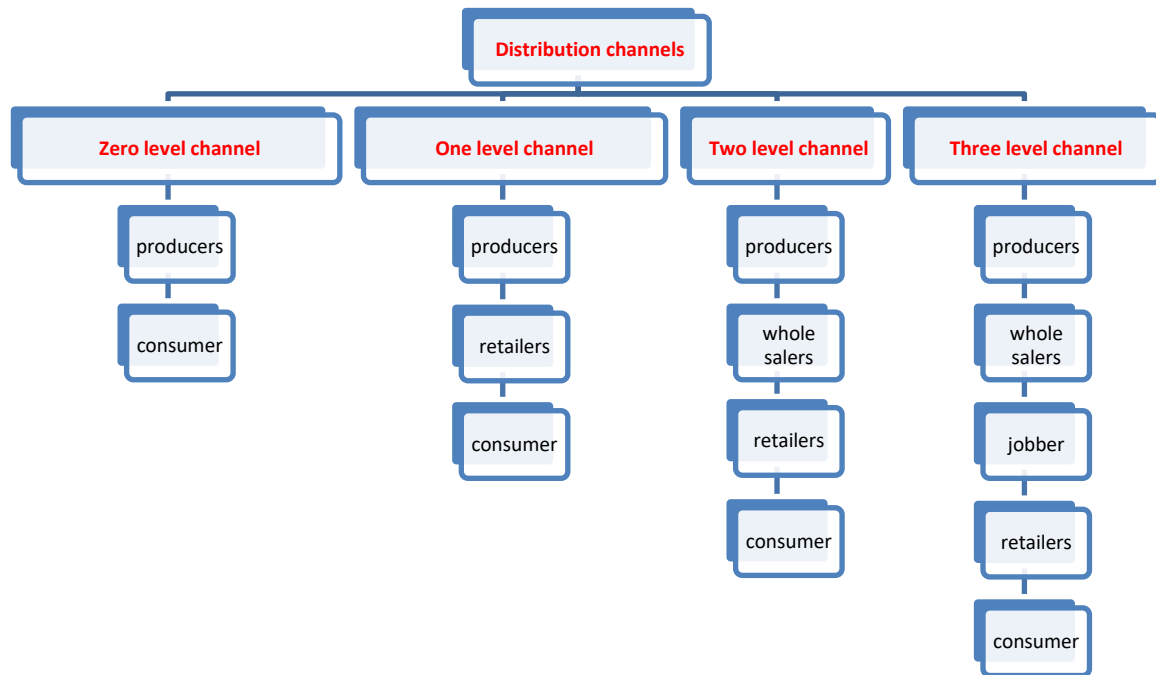 Distribution channels
Zero level channel
producers
consumer
One level channel
producers
retailers
consumer
Two level channel
producers
whole
salers
retailers
consumer
Three level channel
producers
whole
salers
jobber
retailers
consumer